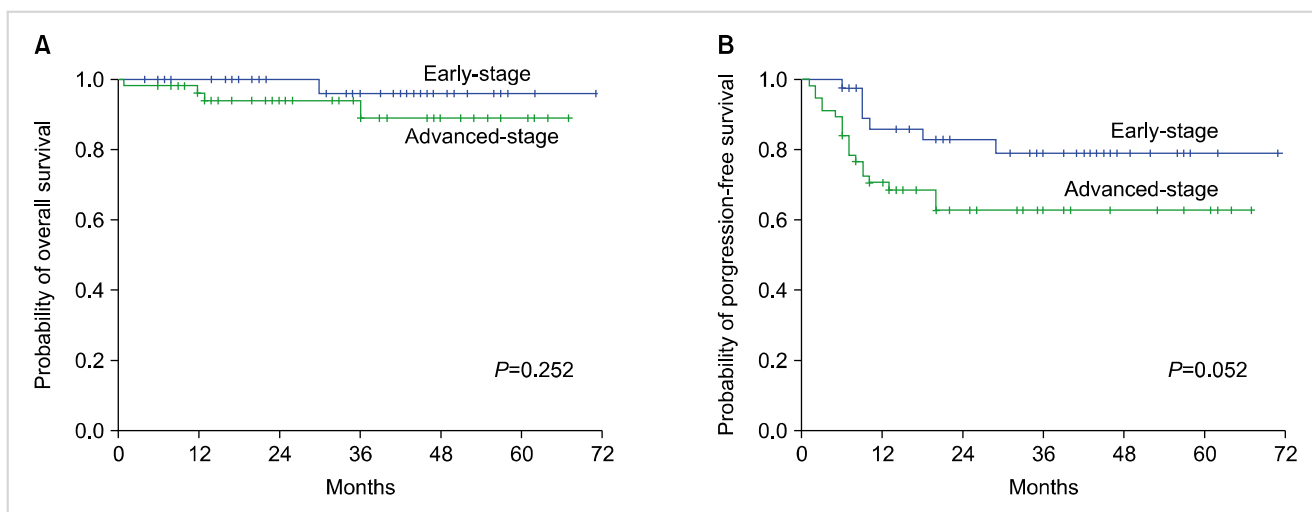 A
Probability of overall survival
1.0
0.8
0.6
0.4
0.2
0.0
Early-stage
Advanced-stage
P=0.252
0 12 24 36 48 60 72
Months
B
Probability of porgression-free survival
1.0
0.8
0.6
0.4
0.2
0.0
Early-stage
Advanced-stage
P=0.052
0 12 24 36 48 60 72
Months